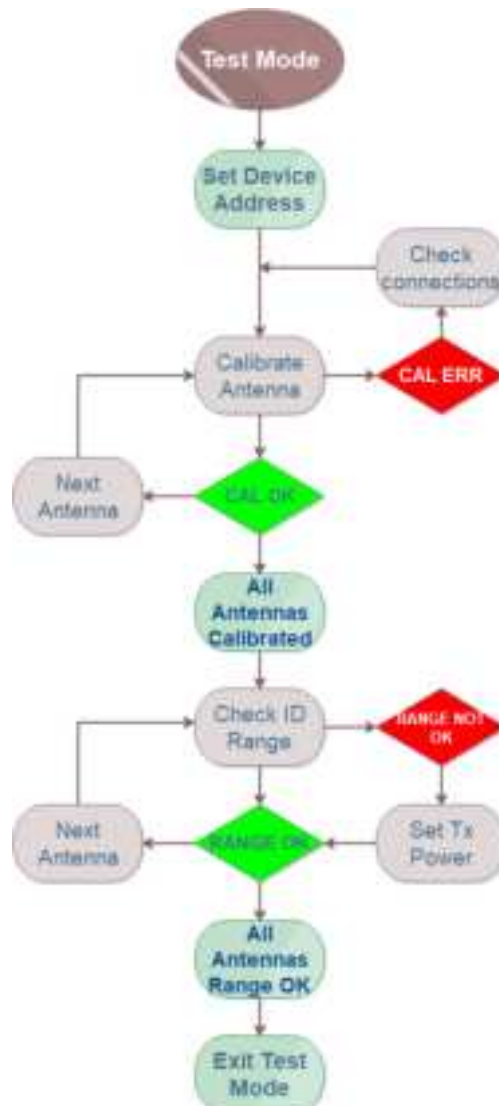 Test Mode
Set Device
Address
Check
connections
Calibrate
Antenna
CAL ERR
Next
Antenna
CAL OK
All
Antennas
Calibrated
Check ID
Range
RANGE NOT
OK
Next
Antenna
RANGE OK
Set Tx
Power
All
Antennas
Range OK
Exit Test
Mode